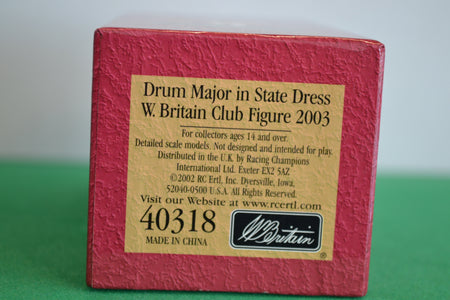 Drum Major in State Dress
W. Britain Club Figure 2003
For collectors ages 14 and over.
Detailed scale models. Not designed and intended for play.
Distributed in the U.K. by Racing Champions
International Ltd. Exeter EX2 5AZ
©2002 RC Ertl, Inc. Dyersville, Iowa,
52040-0500 U.S.A. All Rights Reserved.
Visit our Website at www.rcertl.com
40318
MADE IN CHINA
W. Britain
®